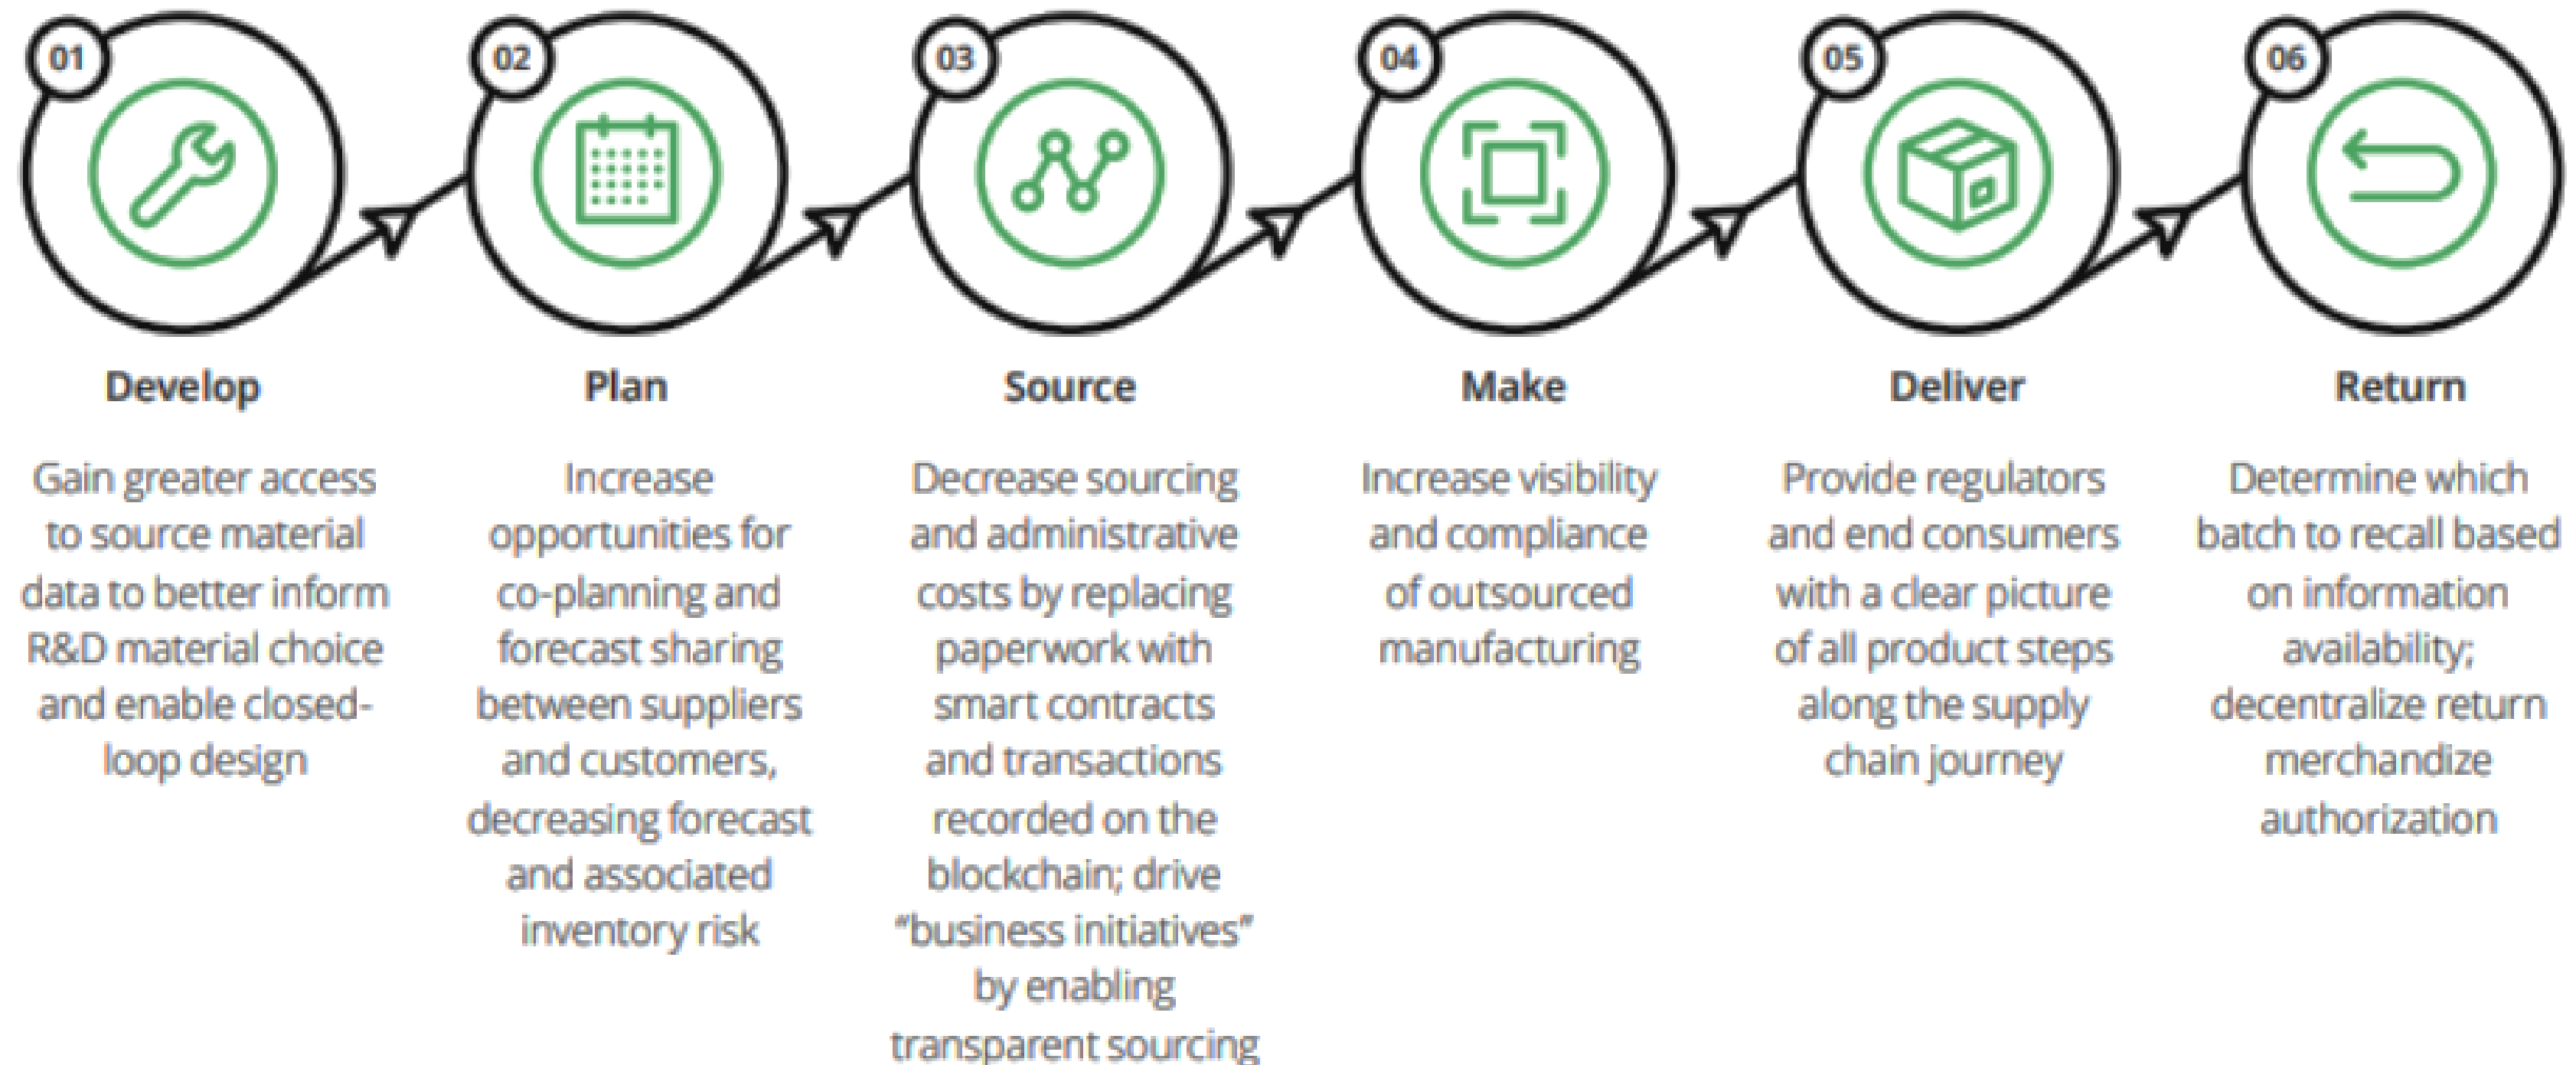 01
Develop
Gain greater access
to source material
data to better inform
R&D material choice
and enable closed-
loop design
02
Plan
Increase
opportunities for
co-planning and
forecast sharing
between suppliers
and customers,
decreasing forecast
and associated
inventory risk
03
Source
Decrease sourcing
and administrative
costs by replacing
paperwork with
smart contracts
and transactions
recorded on the
blockchain; drive
“business initiatives”
by enabling
transparent sourcing
04
Make
Increase visibility
and compliance
of outsourced
manufacturing
05
Deliver
Provide regulators
and end consumers
with a clear picture
of all product steps
along the supply
chain journey
06
Return
Determine which
batch to recall based
on information
availability;
decentralize return
merchandize
authorization